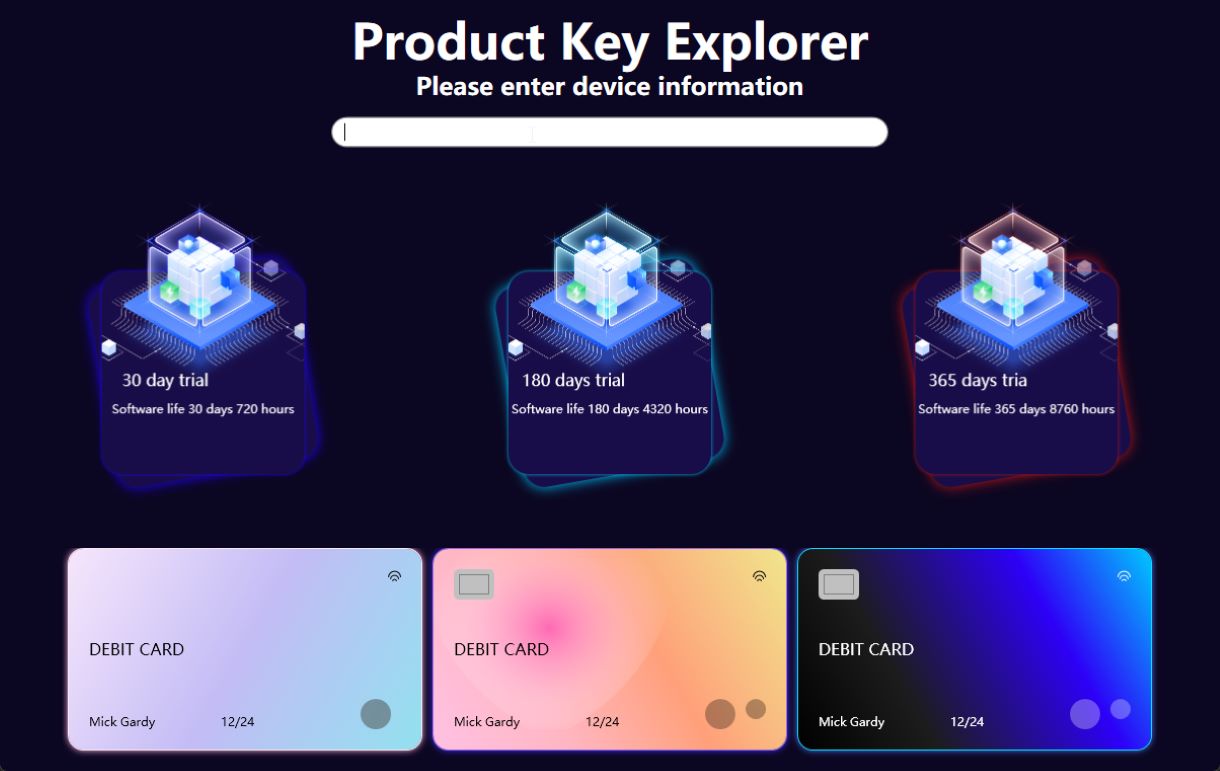 Product Key Explorer
Please enter device information
30 day trial
Software life 30 days 720 hours
180 days trial
Software life 180 days 4320 hours
365 days tria
Software life 365 days 8760 hours
DEBIT CARD
Mick Gardy 12/24
DEBIT CARD
Mick Gardy 12/24
DEBIT CARD
Mick Gardy 12/24